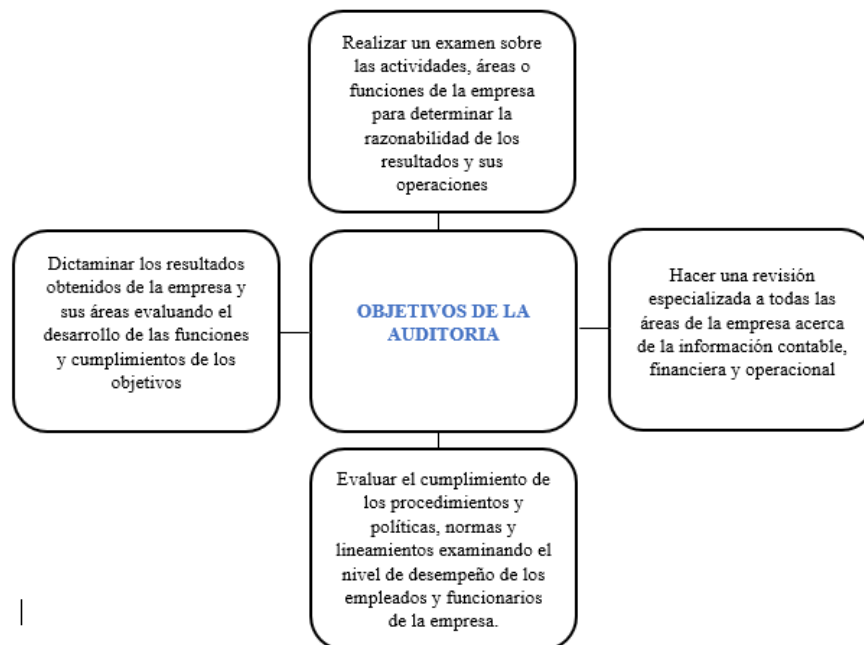 Realizar un examen sobre
las actividades, áreas o
funciones de la empresa
para determinar la
razonabilidad de los
resultados y sus
operaciones
Dictaminar los resultados
obtenidos de la empresa y
sus áreas evaluando el
desarrollo de las funciones
y cumplimientos de los
objetivos
OBJETIVOS DE LA
AUDITORIA
Hacer una revisión
especializada a todas las
áreas de la empresa acerca
de la información contable,
financiera y operacional
Evaluar el cumplimiento de
los procedimientos y
políticas, normas y
lineamientos examinando el
nivel de desempeño de los
empleados y funcionarios
de la empresa.